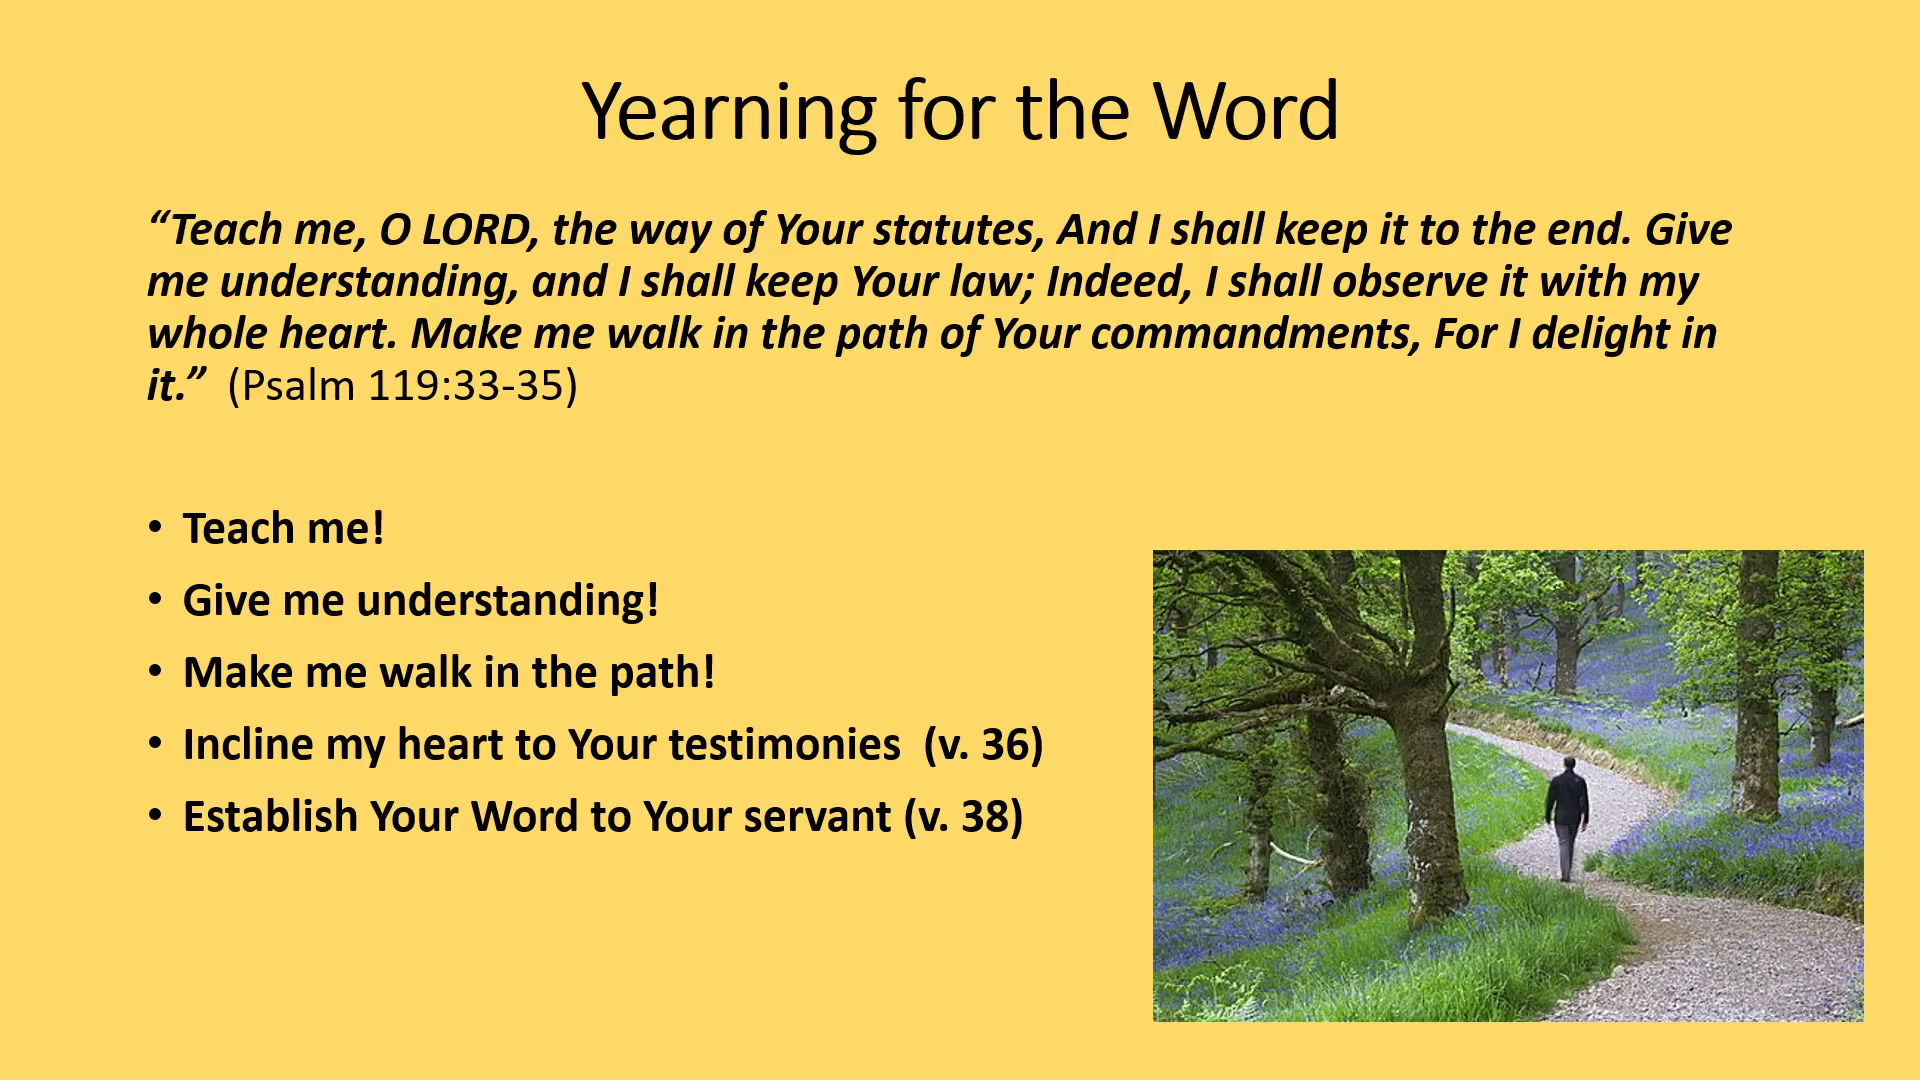 Yearning for the Word
“Teach me, O LORD, the way of Your statutes, And I shall keep it to the end. Give
me understanding, and I shall keep Your law; Indeed, I shall observe it with my
whole heart. Make me walk in the path of Your commandments, For I delight in
it.”  (Psalm 119:33-35)
• Teach me!
• Give me understanding!
• Make me walk in the path!
• Incline my heart to Your testimonies  (v. 36)
• Establish Your Word to Your servant (v. 38)